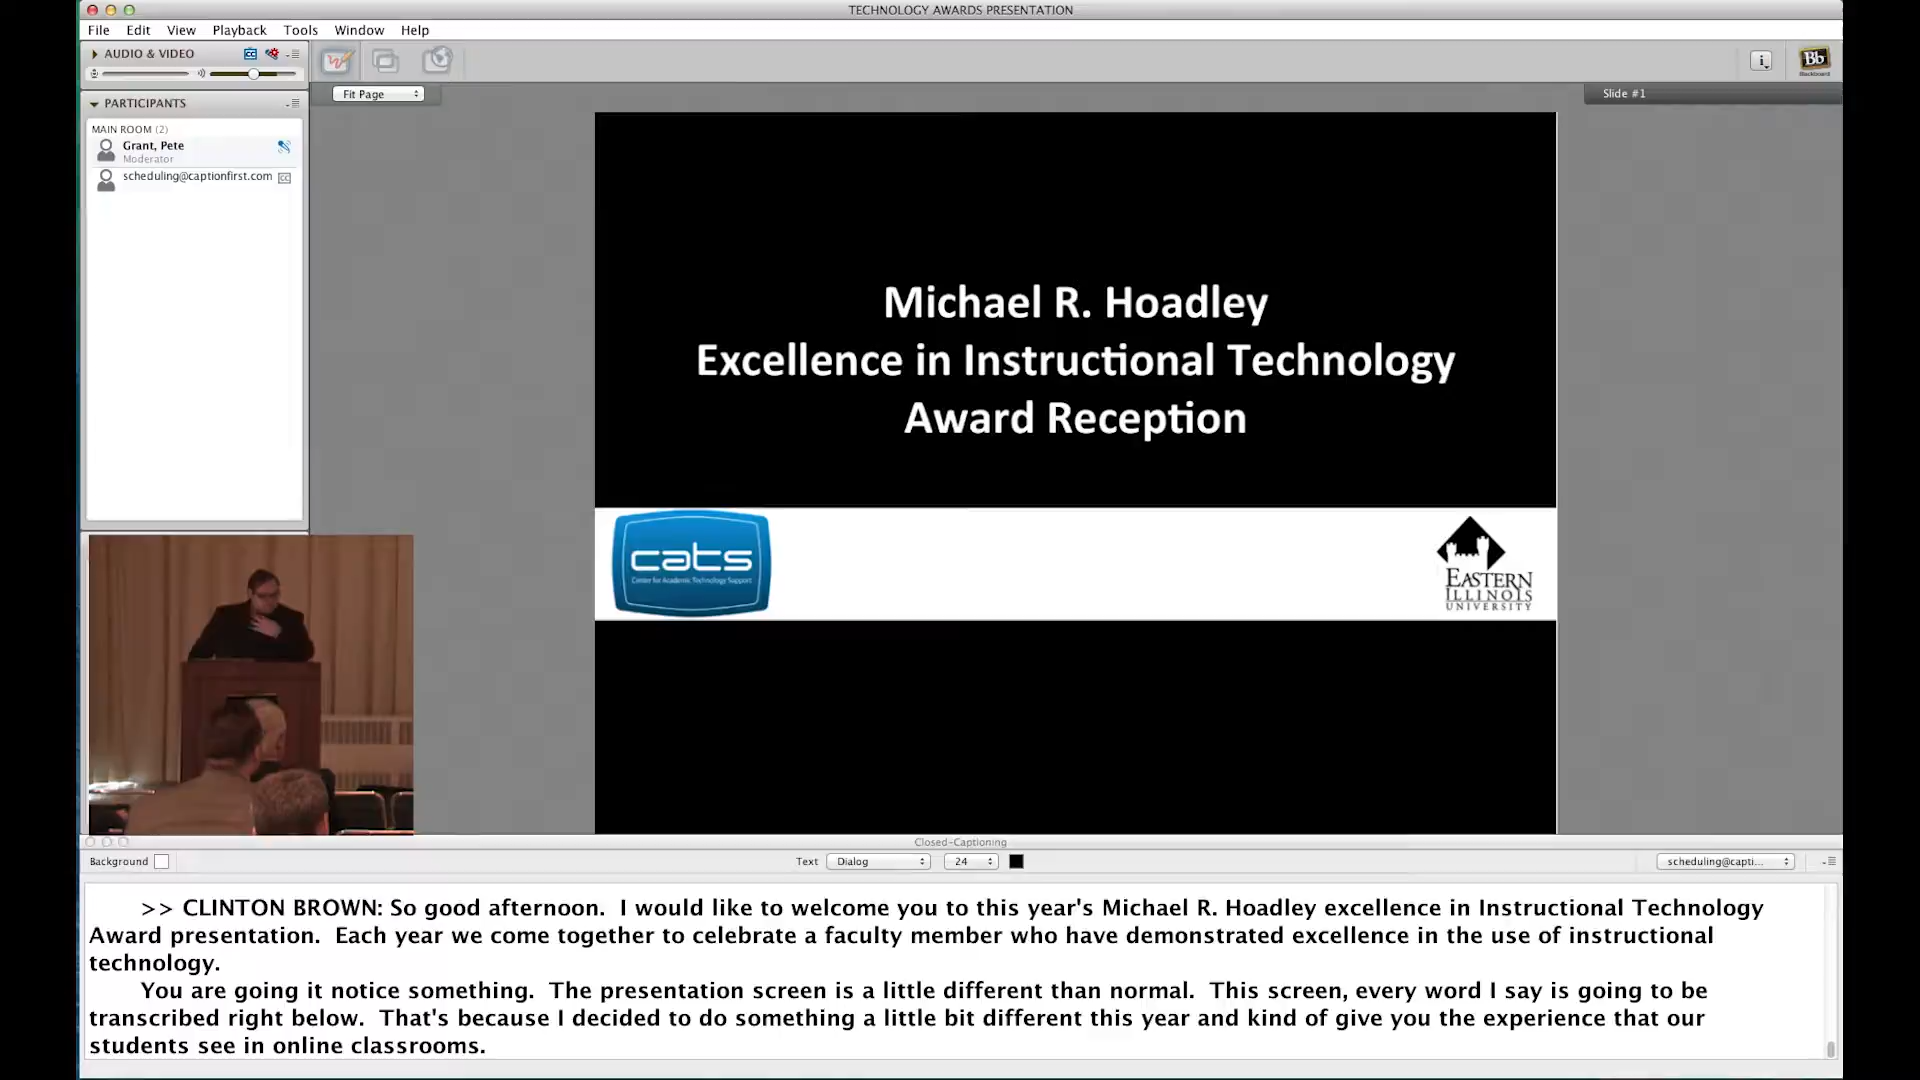 TECHNOLOGY AWARDS PRESENTATION
File Edit View Playback Tools Window Help
AUDIO & VIDEO
Fit Page
Slide #1
Bb
Blackboard
PARTICIPANTS
MAIN ROOM (2)
Grant, Pete
Moderator
scheduling@captionfirst.com
Michael R. Hoadley
Excellence in Instructional Technology
Award Reception
cats
Center for Academic Technology Support
EASTERN
ILLINOIS
UNIVERSITY
Closed-Captioning
Background Text Dialog 24 scheduling@capti...
>> CLINTON BROWN: So good afternoon. I would like to welcome you to this year's Michael R. Hoadley excellence in Instructional Technology
Award presentation. Each year we come together to celebrate a faculty member who have demonstrated excellence in the use of instructional
technology.
You are going it notice something. The presentation screen is a little different than normal. This screen, every word I say is going to be
transcribed right below. That's because I decided to do something a little bit different this year and kind of give you the experience that our
students see in online classrooms.